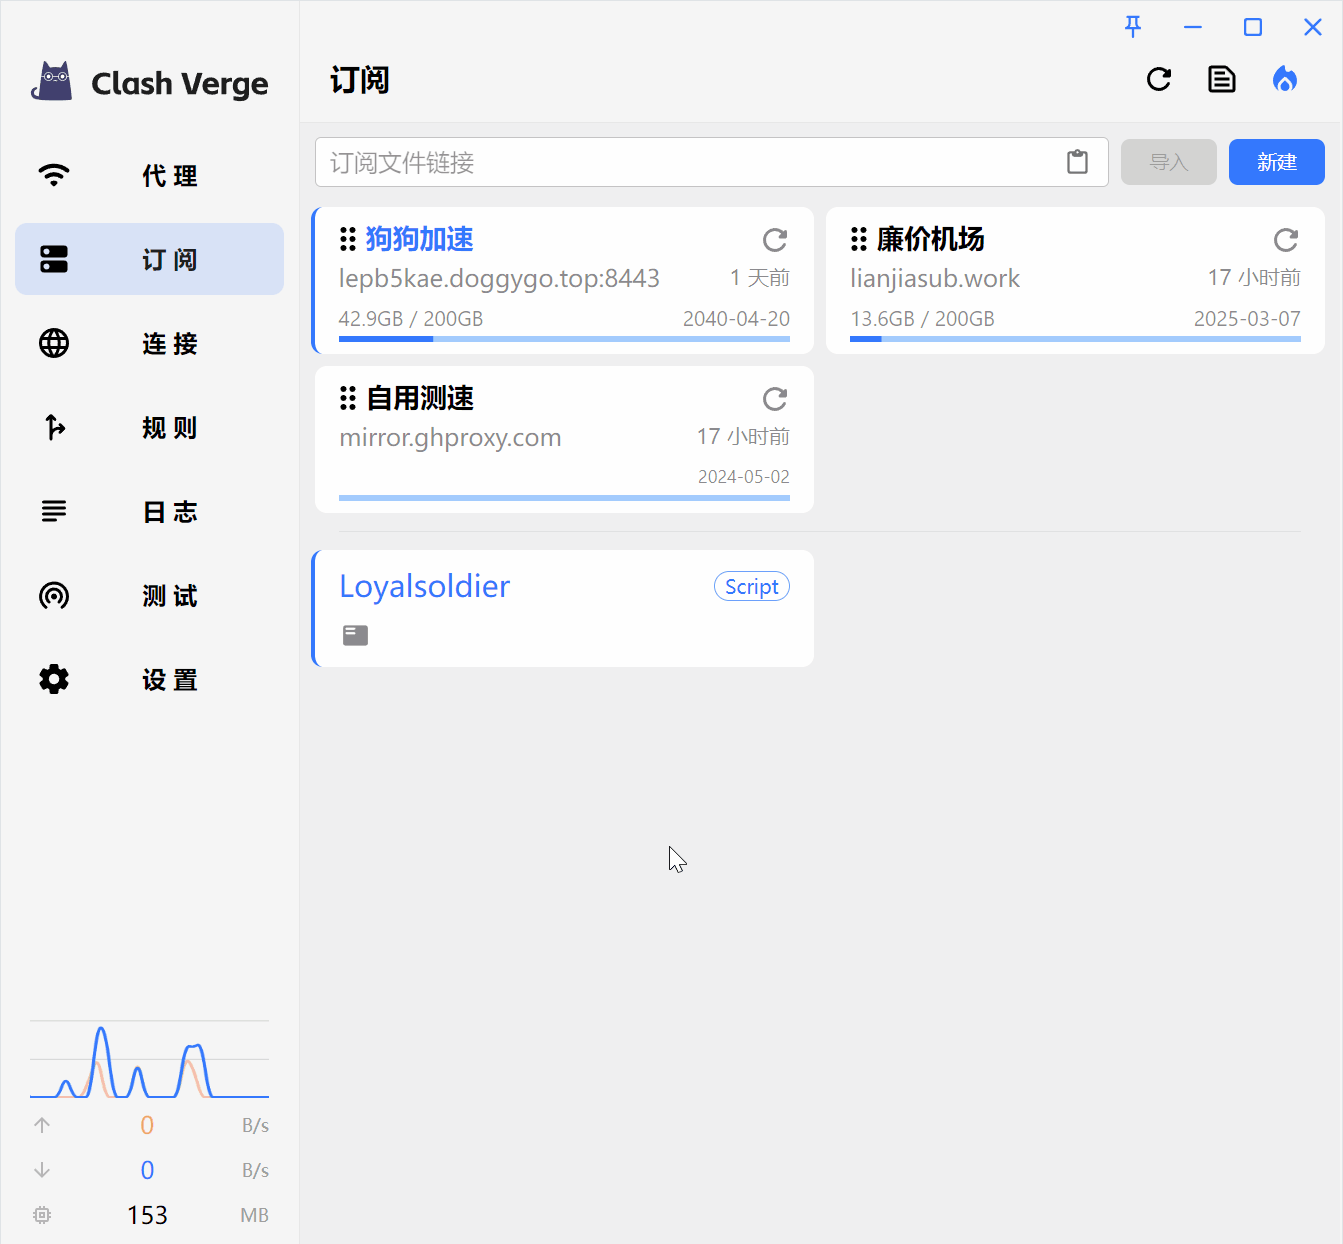 Clash Verge
代理
订阅
连接
规则
日志
测试
设置
0 B/s
0 B/s
153 MB
订阅
订阅文件链接
导入
新建
狗狗加速
lepb5kae.doggygo.top:8443 1 天前
42.9GB / 200GB 2040-04-20
廉价机场
lianjiasub.work 17 小时前
13.6GB / 200GB 2025-03-07
自用测速
mirror.ghproxy.com 17 小时前
2024-05-02
Loyalsoldier Script